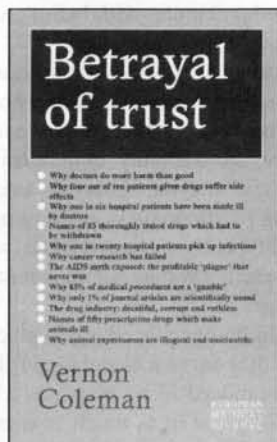 Betrayal
of trust
Why doctors do more harm than good
Why four out of ten patients given drugs suffer side
effects
Why one in six hospital patients have been made ill
by doctors
Names of 85 thoroughly tested drugs which had to
be withdrawn
Why one in twenty hospital patients pick up infections
Why cancer research has failed
The AIDS myth exposed: the profitable 'plague' that
never was
Why 85% of medical procedures are a 'gamble'
Why only 1% of journal articles are scientifically sound
The drug industry: deceitful, corrupt and ruthless
Names of fifty prescription drugs which make
animals ill
Why animal experiments are illogical and unscientific
Vernon
Coleman
EUROPEAN
MEDICAL
JOURNAL